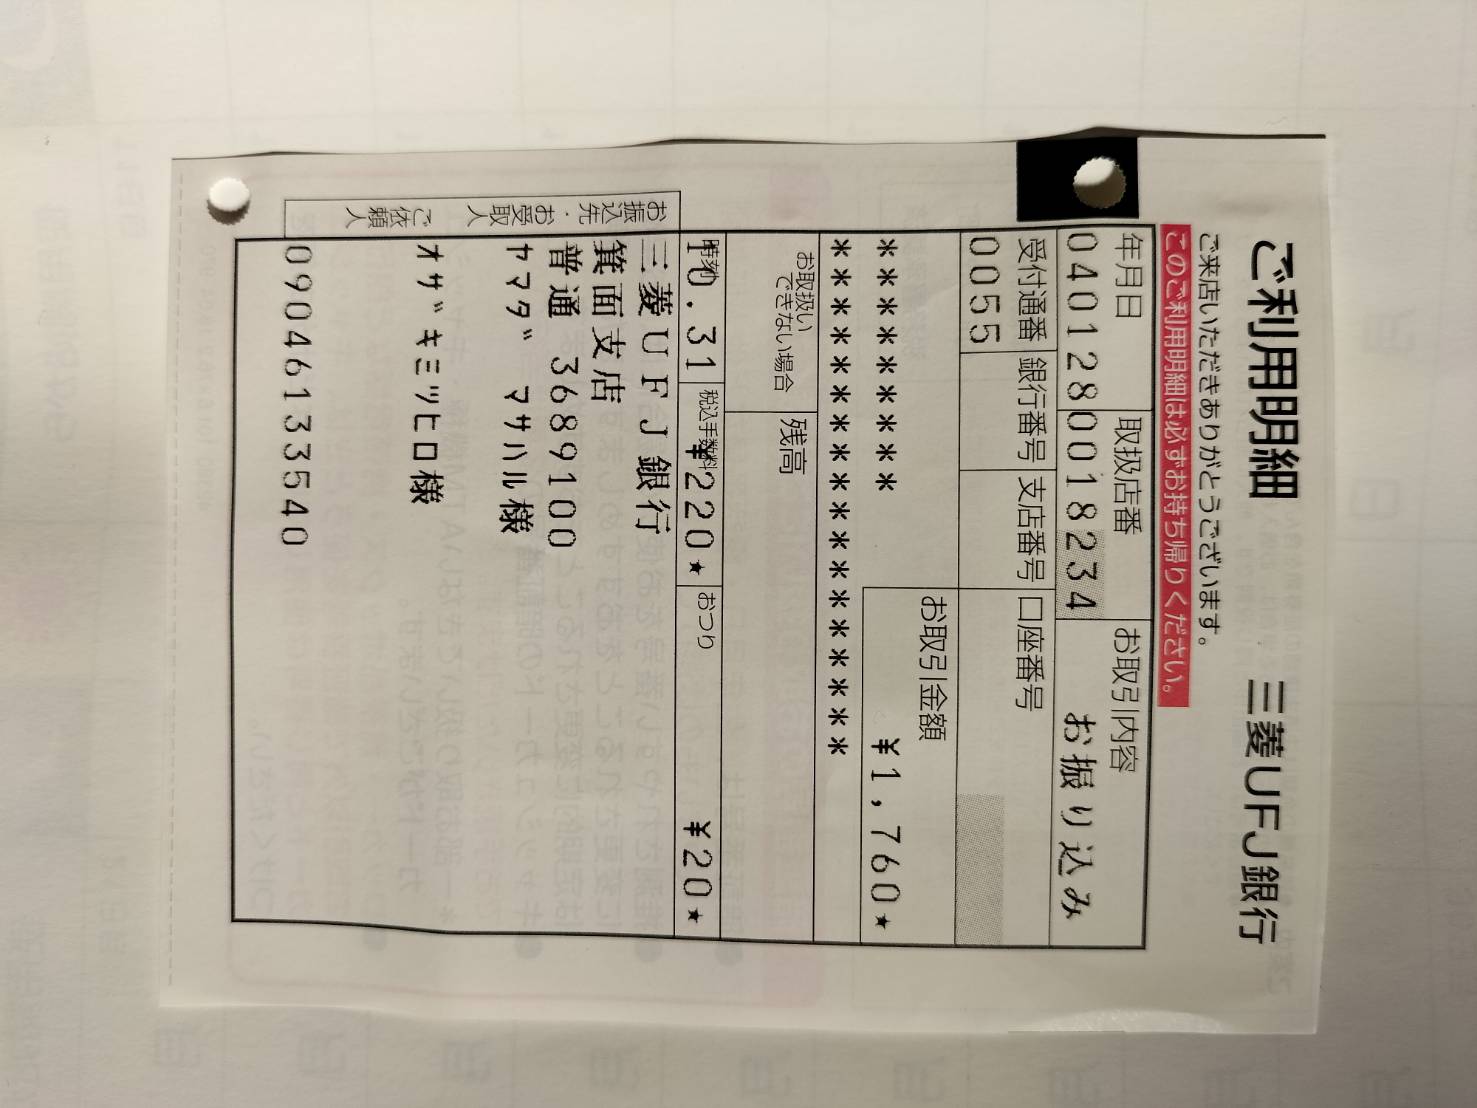 ご利用明細 三菱UFJ銀行
ご来店いただきありがとうございます。
このご利用明細は必ずお持ち帰りください。
年月日 取扱店番 お取引内容
040128 0018234 お振り込み
受付通番 銀行番号 支店番号 口座番号
0055
お取引金額
******* ¥1,760★
******************
お取扱いできない場合 残高
時刻 税込手数料 おつり
10.31 ¥220★ ¥20★
お振込先・お受取人
三菱UFJ銀行
箕面支店
普通 3689100
ヤマダ マサハル様
ご依頼人
オザキミツヒロ様
09046133540